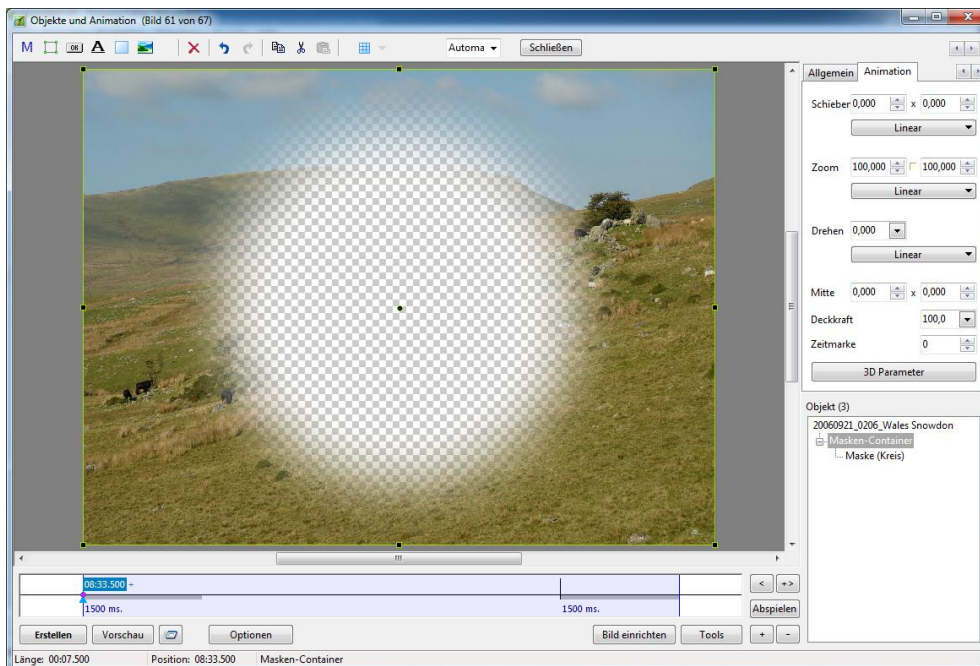 Objekte und Animation (Bild 61 von 67)
M OK A Automa Schließen
Allgemein Animation
Schieber 0,000 x 0,000
Linear
Zoom 100,000 100,000
Linear
Drehen 0,000
Linear
Mitte 0,000 x 0,000
Deckkraft 100,0
Zeitmarke 0
3D Parameter
Objekt (3)
20060921_0206_Wales Snowdon
Masken-Container
Maske (Kreis)
08:33.500 +
1500 ms. 1500 ms.
< +>
Abspielen
Erstellen Vorschau Optionen Bild einrichten Tools + -
Länge: 00:07.500 Position: 08:33.500 Masken-Container